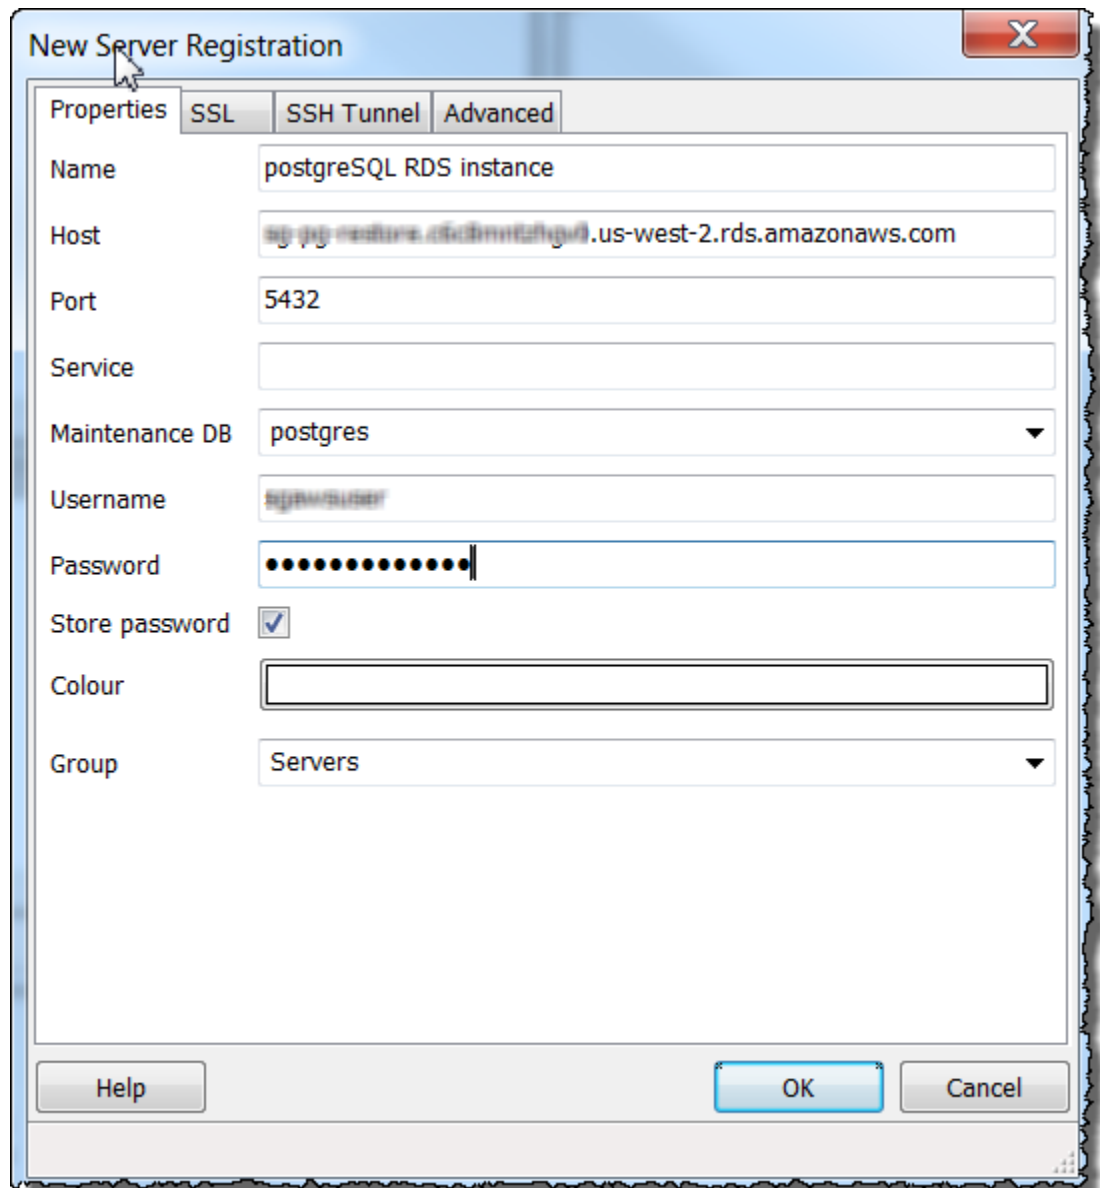 New Server Registration
Properties SSL SSH Tunnel Advanced
Name postgreSQL RDS instance
Host .us-west-2.rds.amazonaws.com
Port 5432
Service
Maintenance DB postgres
Username
Password
Store password
Colour
Group Servers
Help OK Cancel